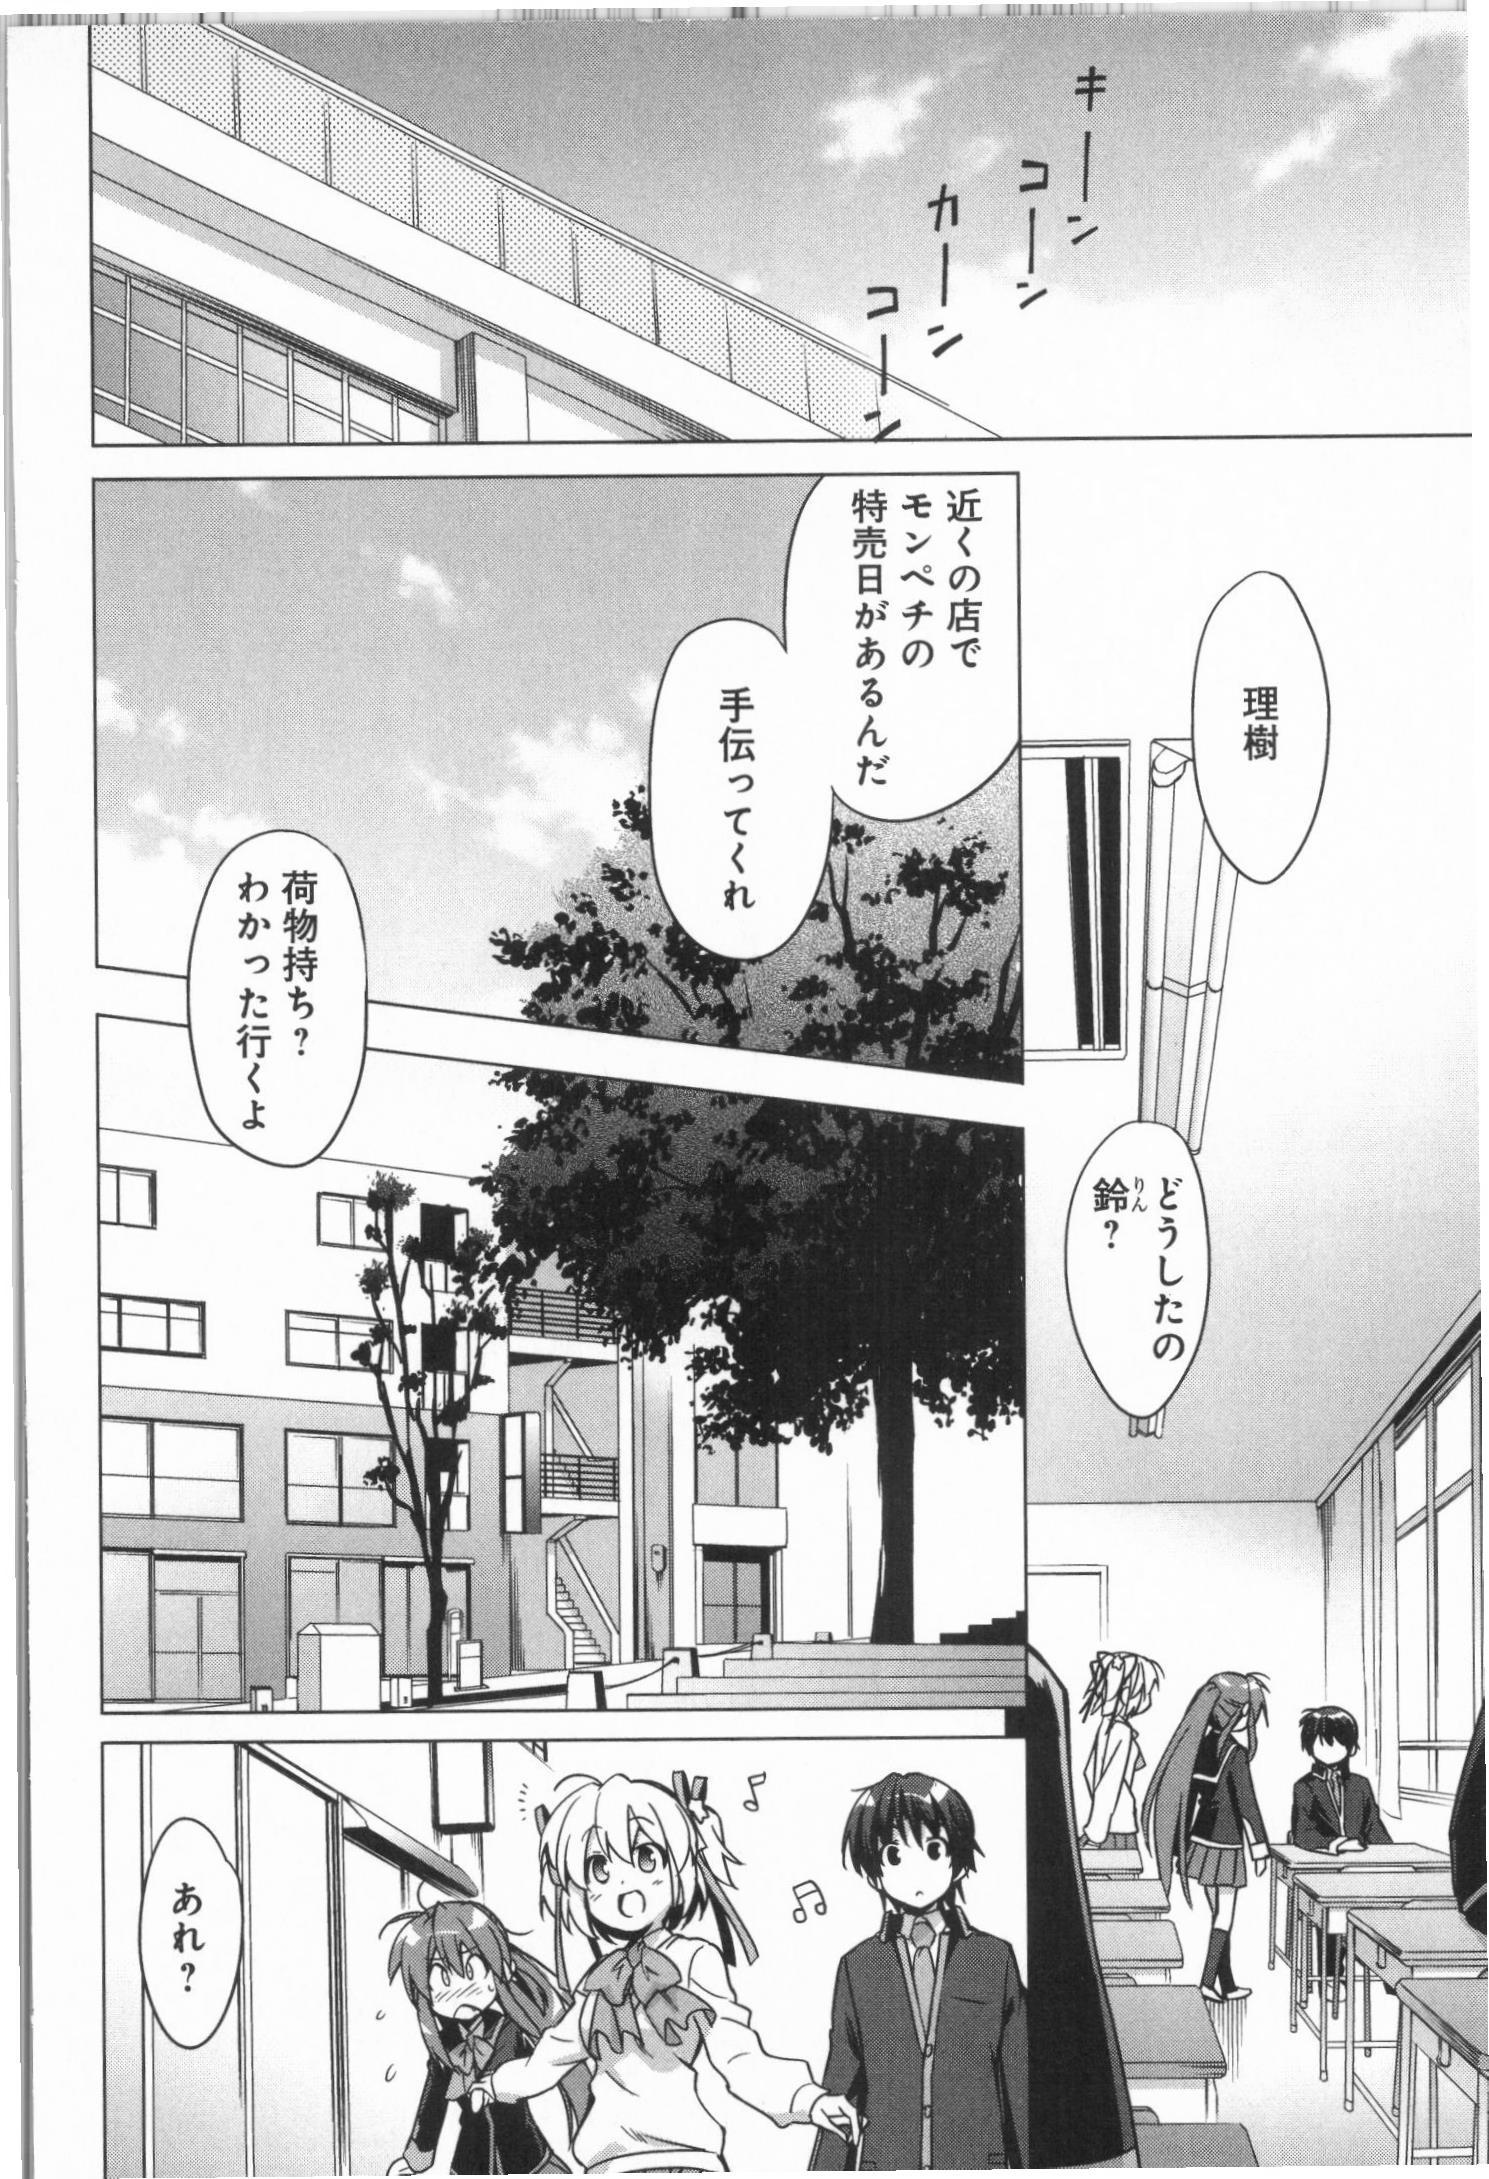 キーン
コーン
カーン
コーン
理樹
どうしたの
鈴?
りん
近くの店で
モンペチの
特売日があるんだ
手伝ってくれ
荷物持ち?
わかった行くよ
あれ?